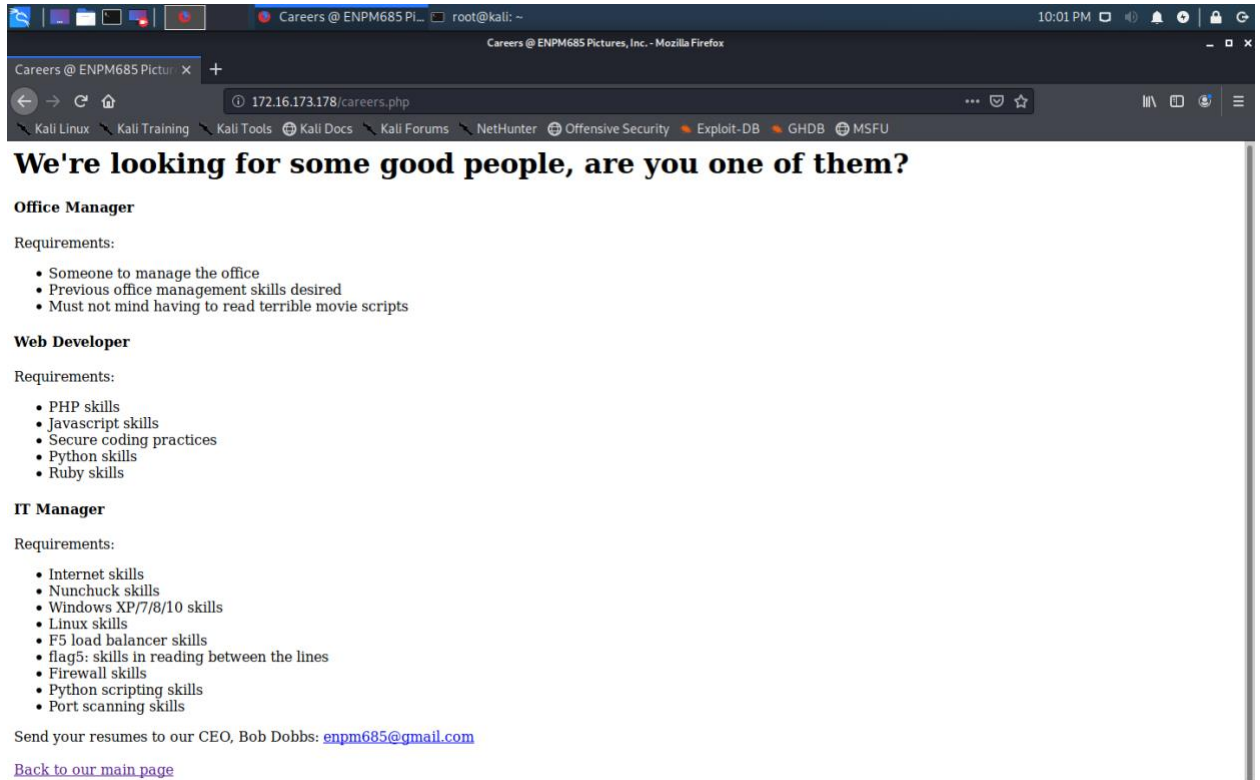 Careers @ ENPM685 Pi... root@kali: ~ 10:01 PM
Careers @ ENPM685 Pictures, Inc. - Mozilla Firefox
Careers @ ENPM685 Pictur
172.16.173.178/careers.php
Kali Linux Kali Training Kali Tools Kali Docs Kali Forums NetHunter Offensive Security Exploit-DB GHDB MSFU
We're looking for some good people, are you one of them?
Office Manager
Requirements:
• Someone to manage the office
• Previous office management skills desired
• Must not mind having to read terrible movie scripts
Web Developer
Requirements:
• PHP skills
• Javascript skills
• Secure coding practices
• Python skills
• Ruby skills
IT Manager
Requirements:
• Internet skills
• Nunchuck skills
• Windows XP/7/8/10 skills
• Linux skills
• F5 load balancer skills
• flag5: skills in reading between the lines
• Firewall skills
• Python scripting skills
• Port scanning skills
Send your resumes to our CEO, Bob Dobbs: enpm685@gmail.com
Back to our main page